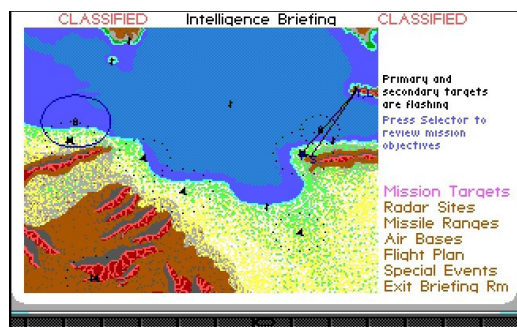 CLASSIFIED Intelligence Briefing CLASSIFIED
Primary and
secondary targets
are flashing
Press Selector to
review mission
objectives
Mission Targets
Radar Sites
Missile Ranges
Air Bases
Flight Plan
Special Events
Exit Briefing Rm